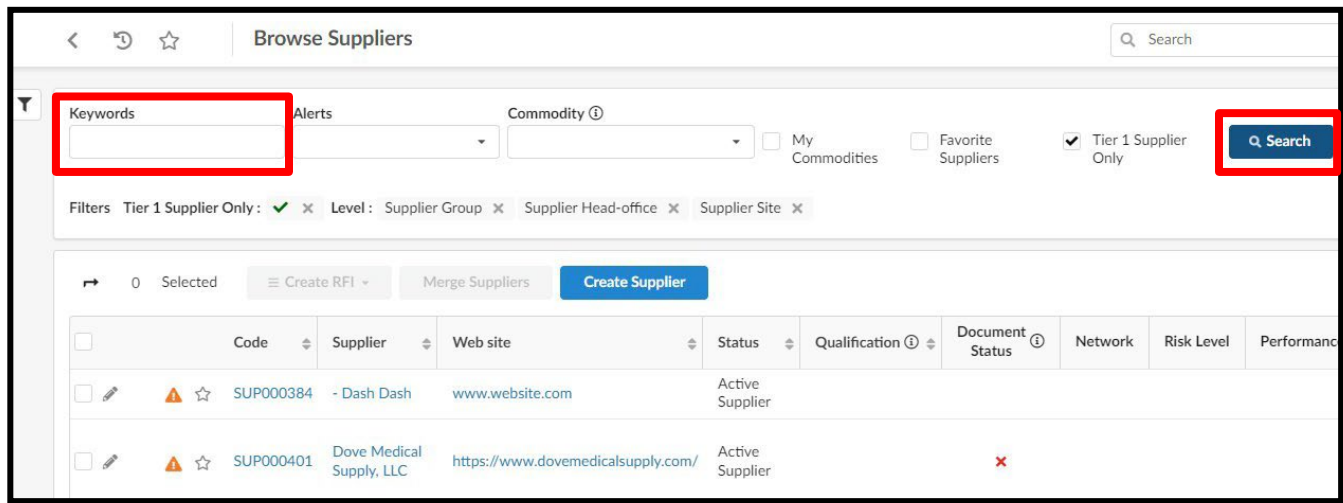 Browse Suppliers
Search
Keywords
Alerts
Commodity
My
Commodities
Favorite
Suppliers
Tier 1 Supplier
Only
Search
Filters Tier 1 Supplier Only : Level : Supplier Group Supplier Head-office Supplier Site
0 Selected
Create RFI
Merge Suppliers
Create Supplier
Code Supplier Web site Status Qualification Document
Status Network Risk Level Performanc
SUP000384 - Dash Dash www.website.com Active
Supplier
SUP000401 Dove Medical
Supply, LLC https://www.dovemedicalsupply.com/ Active
Supplier